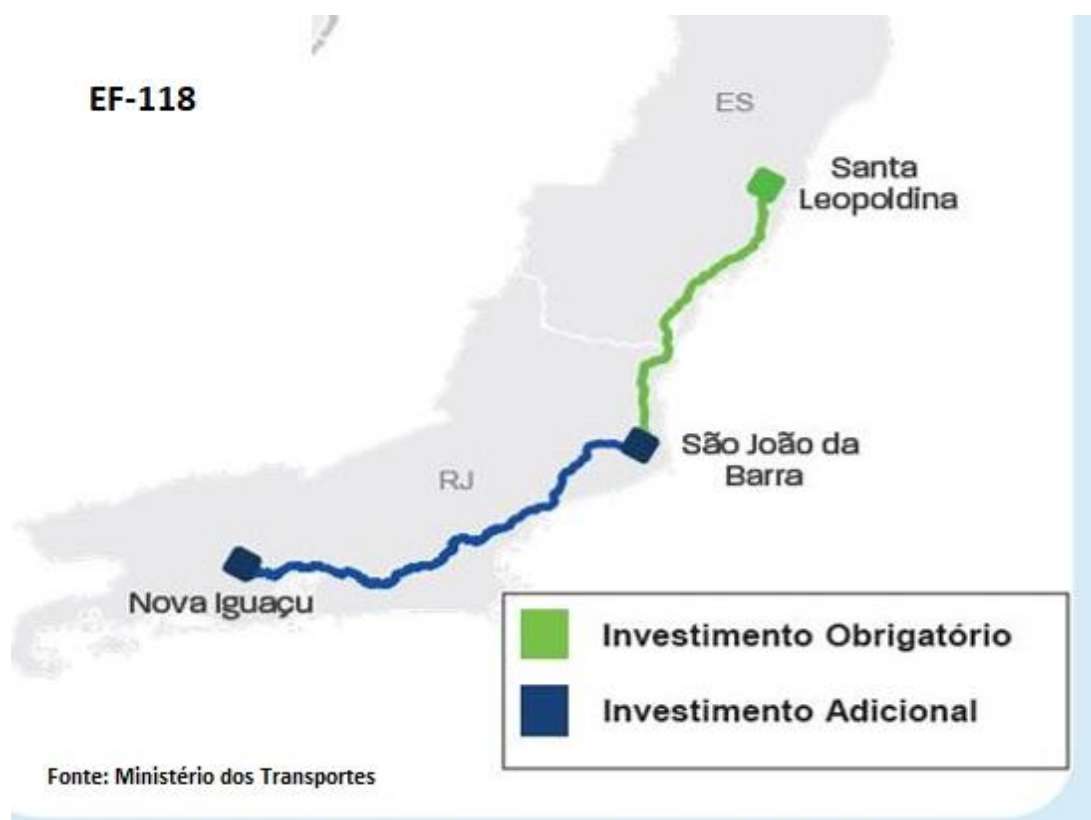 EF-118
ES
Santa
Leopoldina
São João da
Barra
RJ
Nova Iguaçu
Investimento Obrigatório
Investimento Adicional
Fonte: Ministério dos Transportes